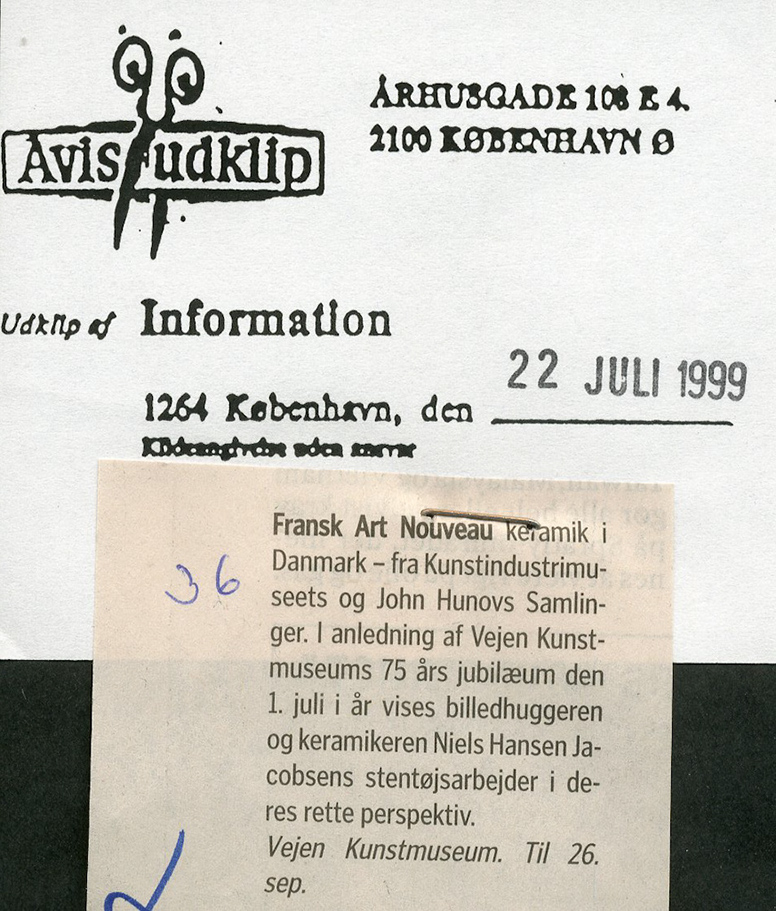 Avis udklip
ÅRHUSGADE 108 E 4.
2100 KØBENHAVN Ø
Udklip af Information
22 JULI 1999
1264 København, den
Kildeangivelse uden ansvar
36
Fransk Art Nouveau keramik i
Danmark – fra Kunstindustrimu-
seets og John Hunovs Samlin-
ger. I anledning af Vejen Kunst-
museums 75 års jubilæum den
1. juli i år vises billedhuggeren
og keramikeren Niels Hansen Ja-
cobsens stentøjsarbejder i de-
res rette perspektiv.
Vejen Kunstmuseum. Til 26.
sep.